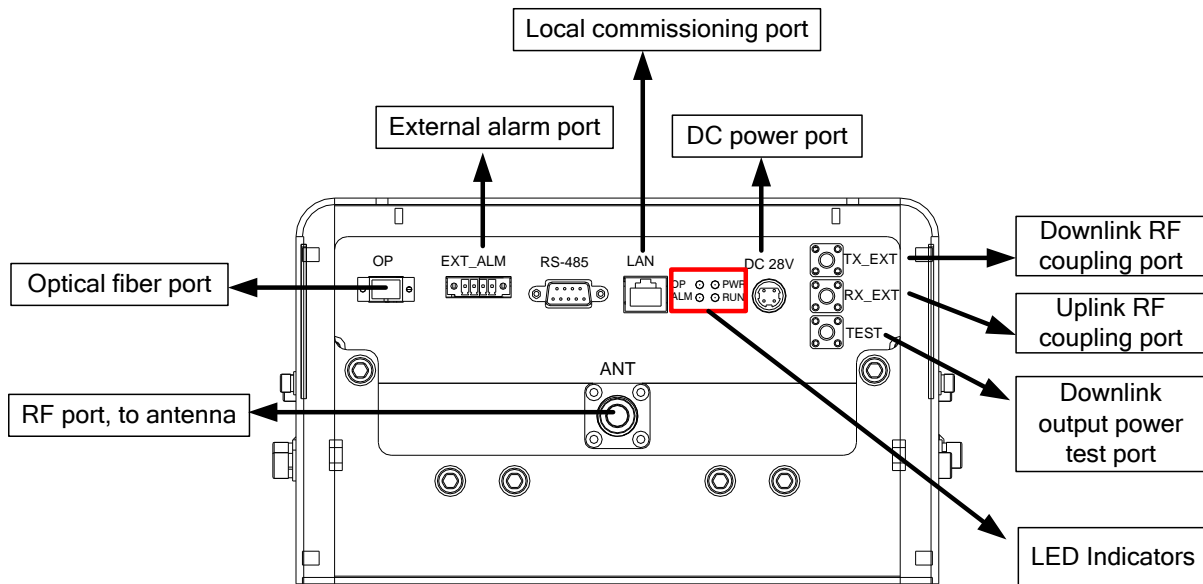 Local commissioning port
External alarm port
DC power port
Optical fiber port
RF port, to antenna
OP
EXT_ALM
RS-485
LAN
OP
PWR
ALM
RUN
DC 28V
TX_EXT
RX_EXT
TEST
ANT
Downlink RF
coupling port
Uplink RF
coupling port
Downlink
output power
test port
LED Indicators